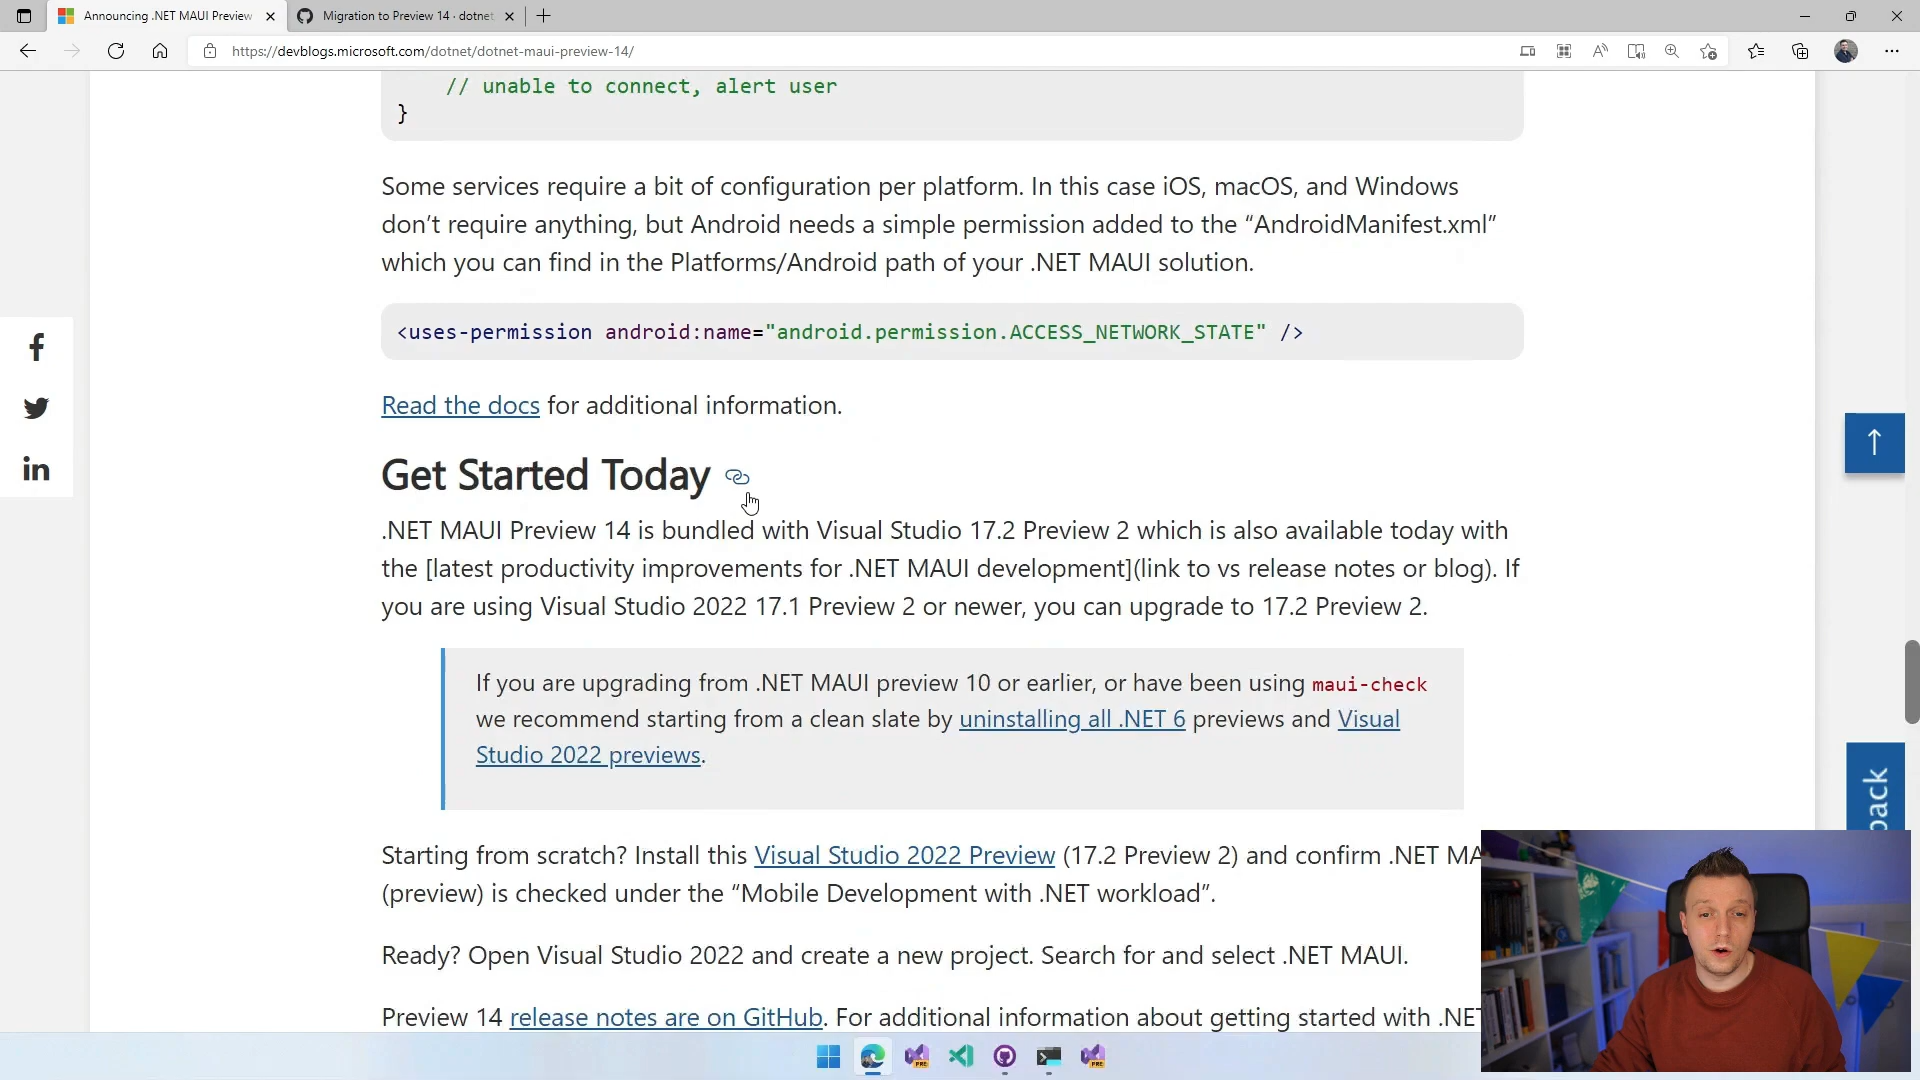 Announcing .NET MAUI Preview
Migration to Preview 14 · dotnet
https://devblogs.microsoft.com/dotnet/dotnet-maui-preview-14/
// unable to connect, alert user
}
Some services require a bit of configuration per platform. In this case iOS, macOS, and Windows
don’t require anything, but Android needs a simple permission added to the “AndroidManifest.xml”
which you can find in the Platforms/Android path of your .NET MAUI solution.
<uses-permission android:name="android.permission.ACCESS_NETWORK_STATE" />
Read the docs for additional information.
Get Started Today
.NET MAUI Preview 14 is bundled with Visual Studio 17.2 Preview 2 which is also available today with
the [latest productivity improvements for .NET MAUI development](link to vs release notes or blog). If
you are using Visual Studio 2022 17.1 Preview 2 or newer, you can upgrade to 17.2 Preview 2.
If you are upgrading from .NET MAUI preview 10 or earlier, or have been using maui-check
we recommend starting from a clean slate by uninstalling all .NET 6 previews and Visual
Studio 2022 previews.
Starting from scratch? Install this Visual Studio 2022 Preview (17.2 Preview 2) and confirm .NET MA
(preview) is checked under the “Mobile Development with .NET workload”.
Ready? Open Visual Studio 2022 and create a new project. Search for and select .NET MAUI.
Preview 14 release notes are on GitHub. For additional information about getting started with .NET
back